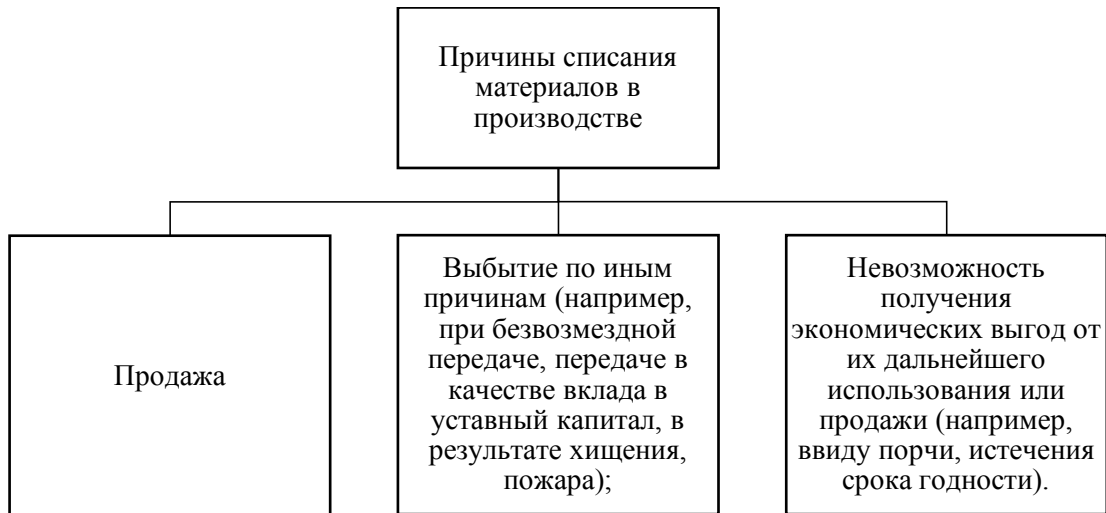 Причины списания
материалов в
производстве
Продажа
Выбытие по иным
причинам (например,
при безвозмездной
передаче, передаче в
качестве вклада в
уставный капитал, в
результате хищения,
пожара);
Невозможность
получения
экономических выгод от
их дальнейшего
использования или
продажи (например,
ввиду порчи, истечения
срока годности).